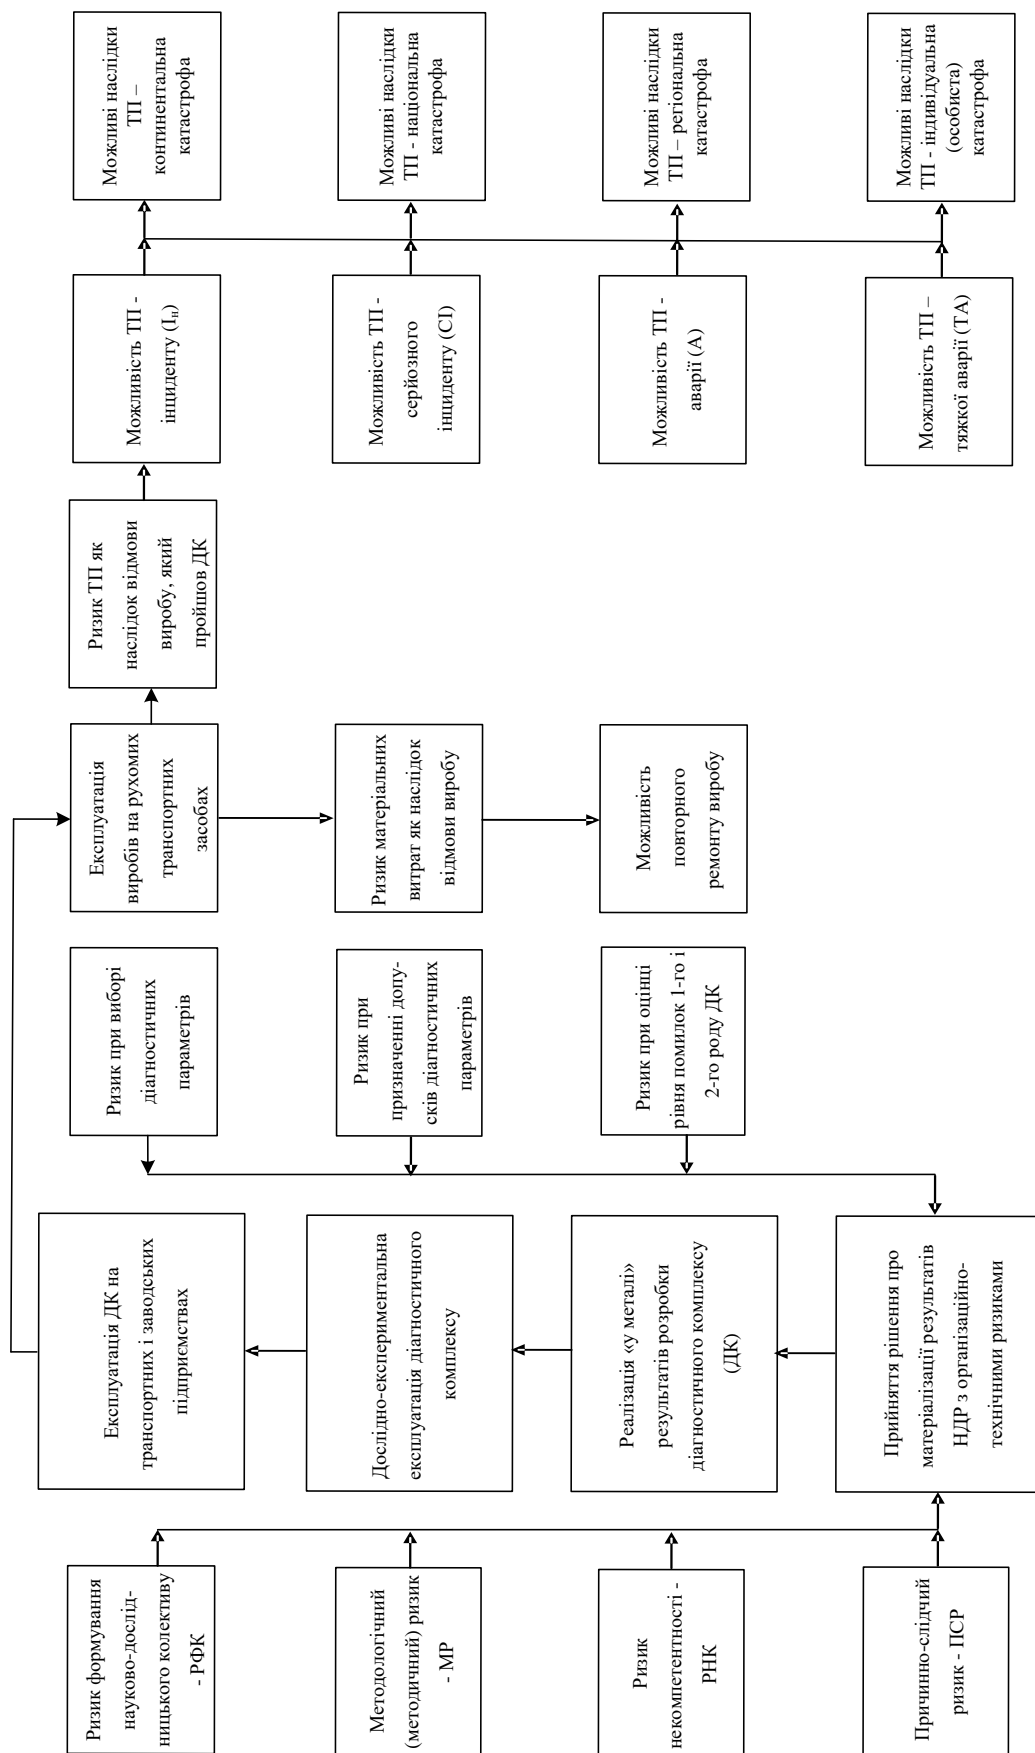 Ризик формування
науково-дослід-
ницького колективу
- РФК
Експлуатація ДК на
транспортних і заводських
підприємствах
Ризик при виборі
діагностичних
параметрів
Експлуатація
виробів на рухомих
транспортних
засобах
Ризик ТП як
наслідок відмови
виробу, який
пройшов ДК
Можливість ТП -
інциденту (Iн)
Можливі наслідки
ТП –
континентальна
катастрофа
Методологічний
(методичний) ризик
- МР
Дослідно-експериментальна
експлуатація діагностичного
комплексу
Ризик при
призначенні допу-
сків діагностичних
параметрів
Ризик матеріальних
витрат як наслідок
відмови виробу
Можливість ТП -
серйозного
інциденту (СІ)
Можливі наслідки
ТП - національна
катастрофа
Ризик
некомпетентності -
РНК
Реалізація «у металі»
результатів розробки
діагностичного комплексу
(ДК)
Ризик при оцінці
рівня помилок 1-го і
2-го роду ДК
Можливість
повторного
ремонту виробу
Можливість ТП -
аварії (А)
Можливі наслідки
ТП – регіональна
катастрофа
Причинно-слідчий
ризик - ПСР
Прийняття рішення про
матеріалізації результатів
НДР з організаційно-
технічними ризиками
Можливість ТП –
тяжкої аварії (ТА)
Можливі наслідки
ТП - індивідуальна
(особиста)
катастрофа